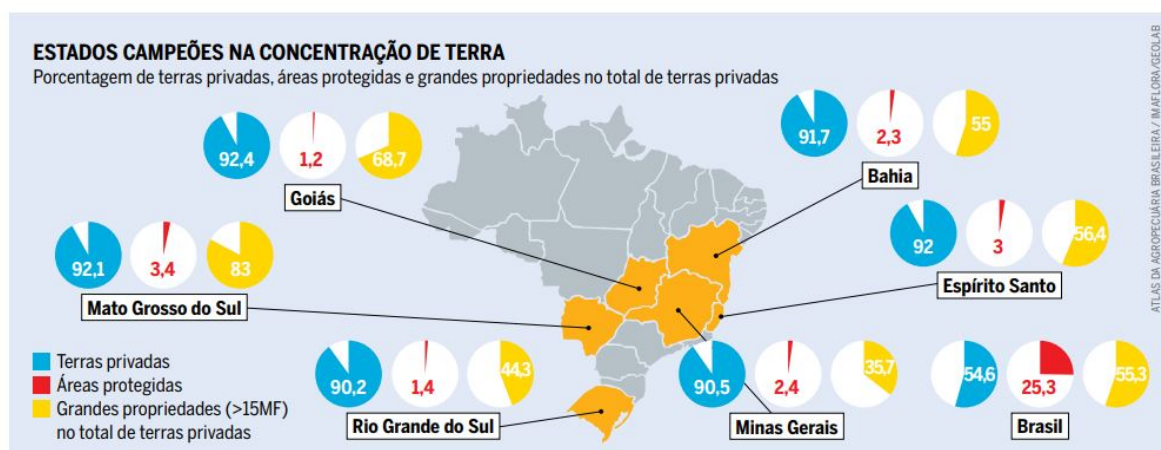 ESTADOS CAMPEÕES NA CONCENTRAÇÃO DE TERRA
Porcentagem de terras privadas, áreas protegidas e grandes propriedades no total de terras privadas
92,4
1,2
68,7
Goiás
91,7
2,3
55
Bahia
92,1
3,4
83
Mato Grosso do Sul
92
3
56,4
Espírito Santo
Terras privadas
Áreas protegidas
Grandes propriedades (>15MF)
no total de terras privadas
90,2
1,4
44,3
Rio Grande do Sul
90,5
2,4
35,7
Minas Gerais
54,6
25,3
55,3
Brasil
ATLAS DA AGROPECUÁRIA BRASILEIRA / IMAFLORA/GEOLAB